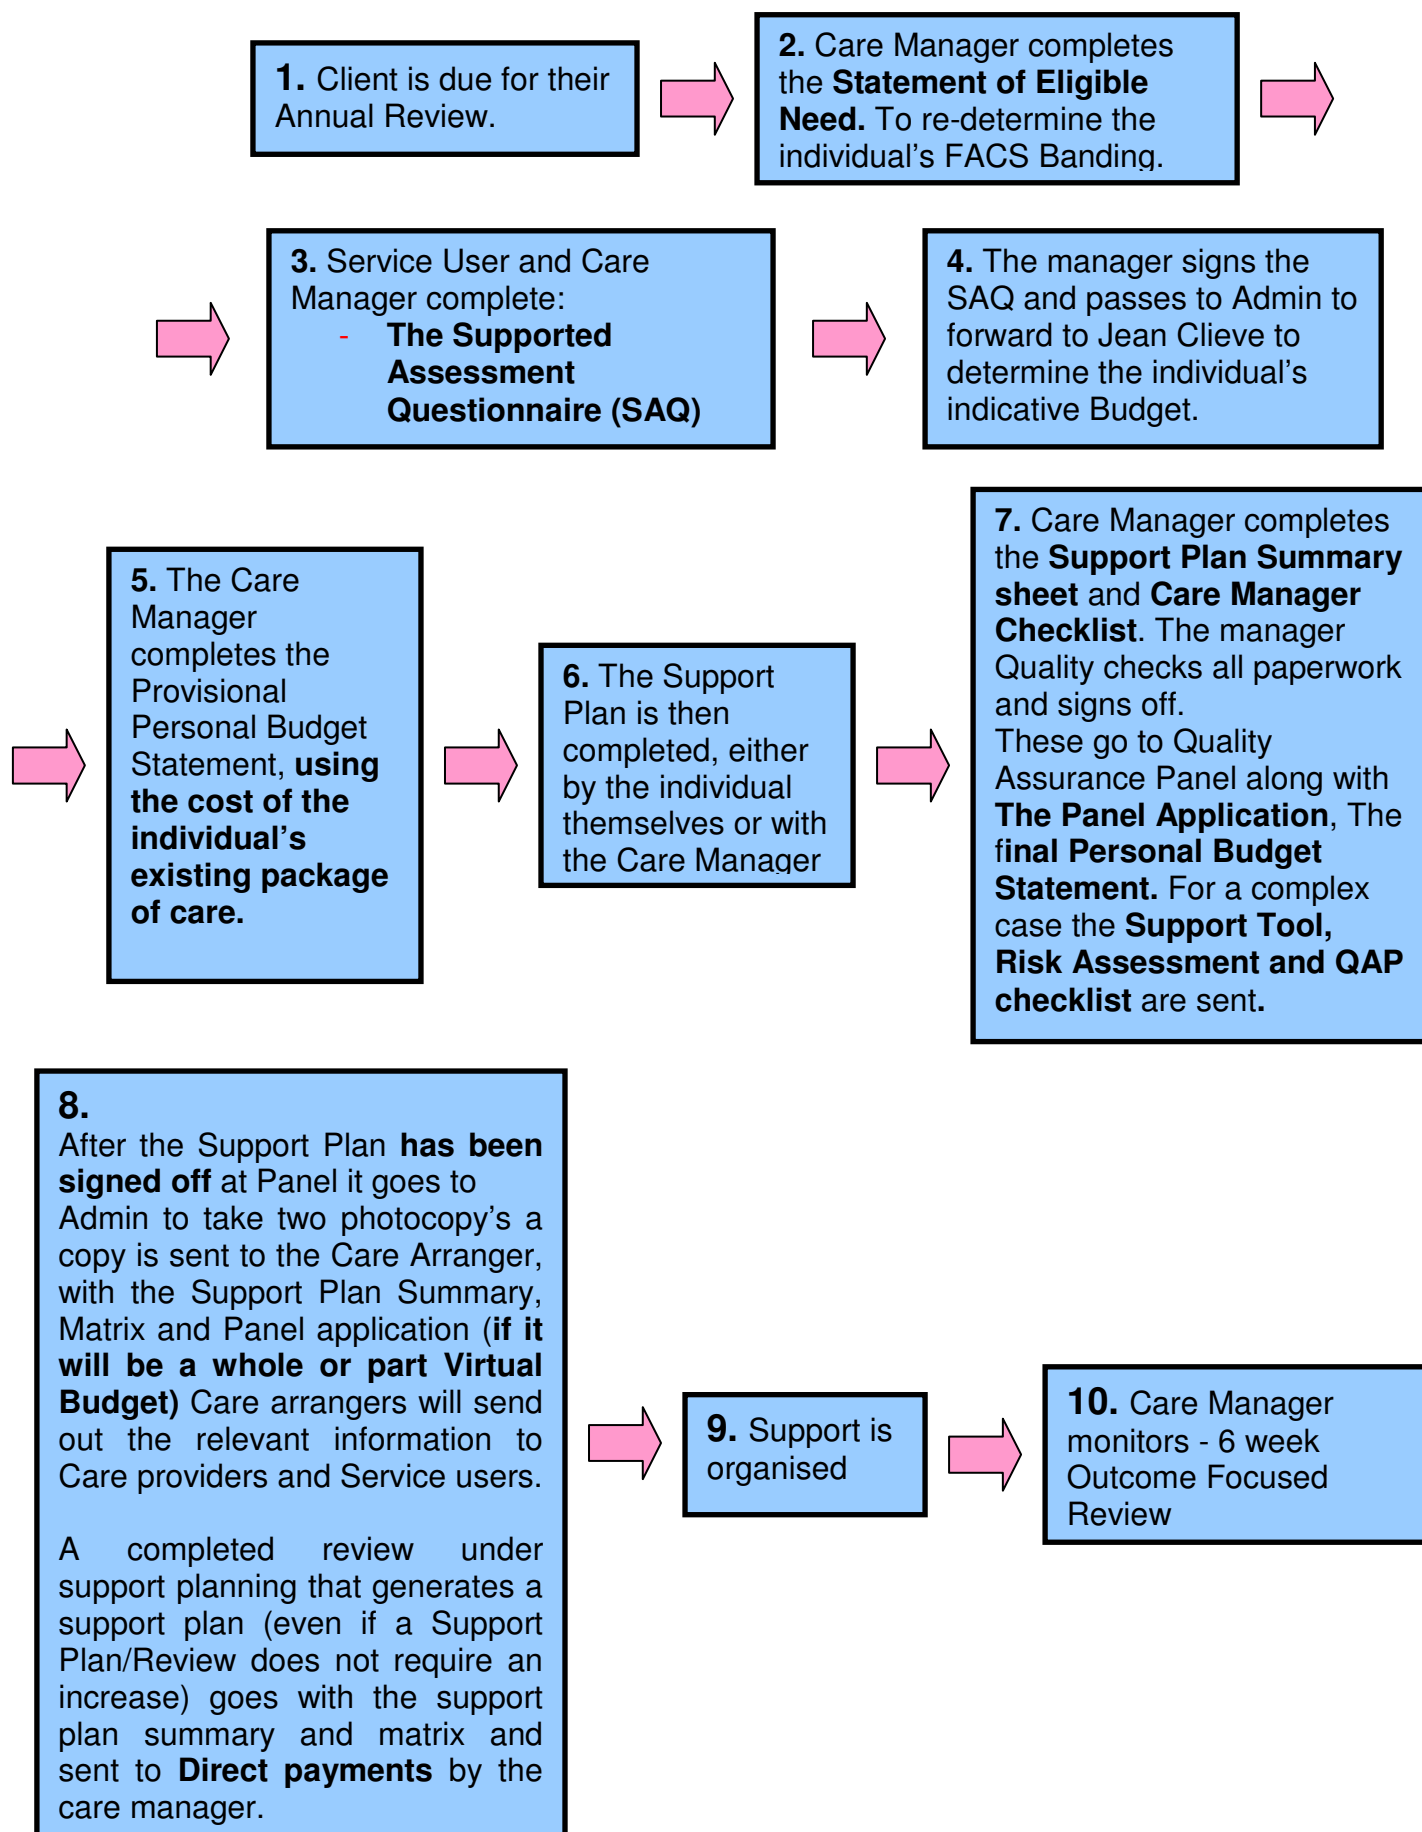 1. Client is due for their
Annual Review.
2. Care Manager completes
the Statement of Eligible
Need. To re-determine the
individual's FACS Banding.
3. Service User and Care
Manager complete:
- The Supported
Assessment
Questionnaire (SAQ)
4. The manager signs the
SAQ and passes to Admin to
forward to Jean Clieve to
determine the individual's
indicative Budget.
5. The Care
Manager
completes the
Provisional
Personal Budget
Statement, using
the cost of the
individual's
existing package
of care.
6. The Support
Plan is then
completed, either
by the individual
themselves or with
the Care Manager
7. Care Manager completes
the Support Plan Summary
sheet and Care Manager
Checklist. The manager
Quality checks all paperwork
and signs off.
These go to Quality
Assurance Panel along with
The Panel Application, The
final Personal Budget
Statement. For a complex
case the Support Tool,
Risk Assessment and QAP
checklist are sent.
8.
After the Support Plan has been
signed off at Panel it goes to
Admin to take two photocopy's a
copy is sent to the Care Arranger,
with the Support Plan Summary,
Matrix and Panel application (if it
will be a whole or part Virtual
Budget) Care arrangers will send
out the relevant information to
Care providers and Service users.
A completed review under
support planning that generates a
support plan (even if a Support
Plan/Review does not require an
increase) goes with the support
plan summary and matrix and
sent to Direct payments by the
care manager.
9. Support is
organised
10. Care Manager
monitors - 6 week
Outcome Focused
Review